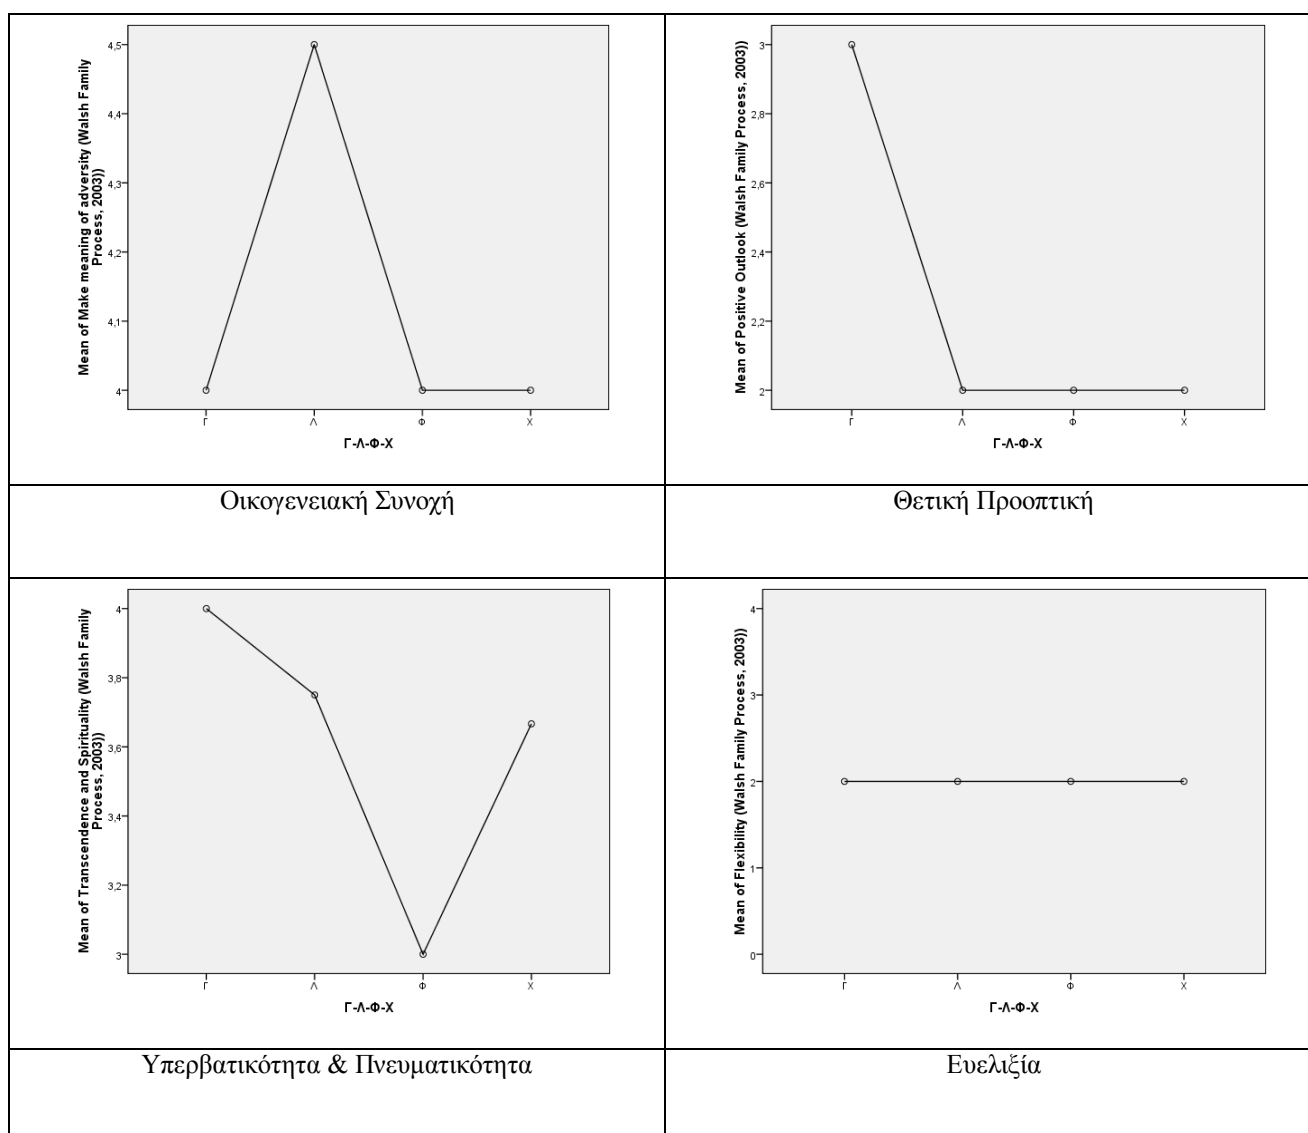 Mean of Make meaning of adversity (Walsh Family
Process, 2003))
4,5
4,4
4,3
4,2
4,1
4
Γ
Λ
Φ
Χ
Γ-Λ-Φ-Χ
Mean of Positive Outlook (Walsh Family Process, 2003))
3
2,8
2,6
2,4
2,2
2
Γ
Λ
Φ
Χ
Γ-Λ-Φ-Χ
Οικογενειακή Συνοχή
Θετική Προοπτική
Mean of Transcendence and Spirituality (Walsh Family
Process, 2003))
4
3,8
3,6
3,4
3,2
3
Γ
Λ
Φ
Χ
Γ-Λ-Φ-Χ
Mean of Flexibility (Walsh Family Process, 2003))
4
3
2
1
0
Γ
Λ
Φ
Χ
Γ-Λ-Φ-Χ
Υπερβατικότητα & Πνευματικότητα
Ευελιξία